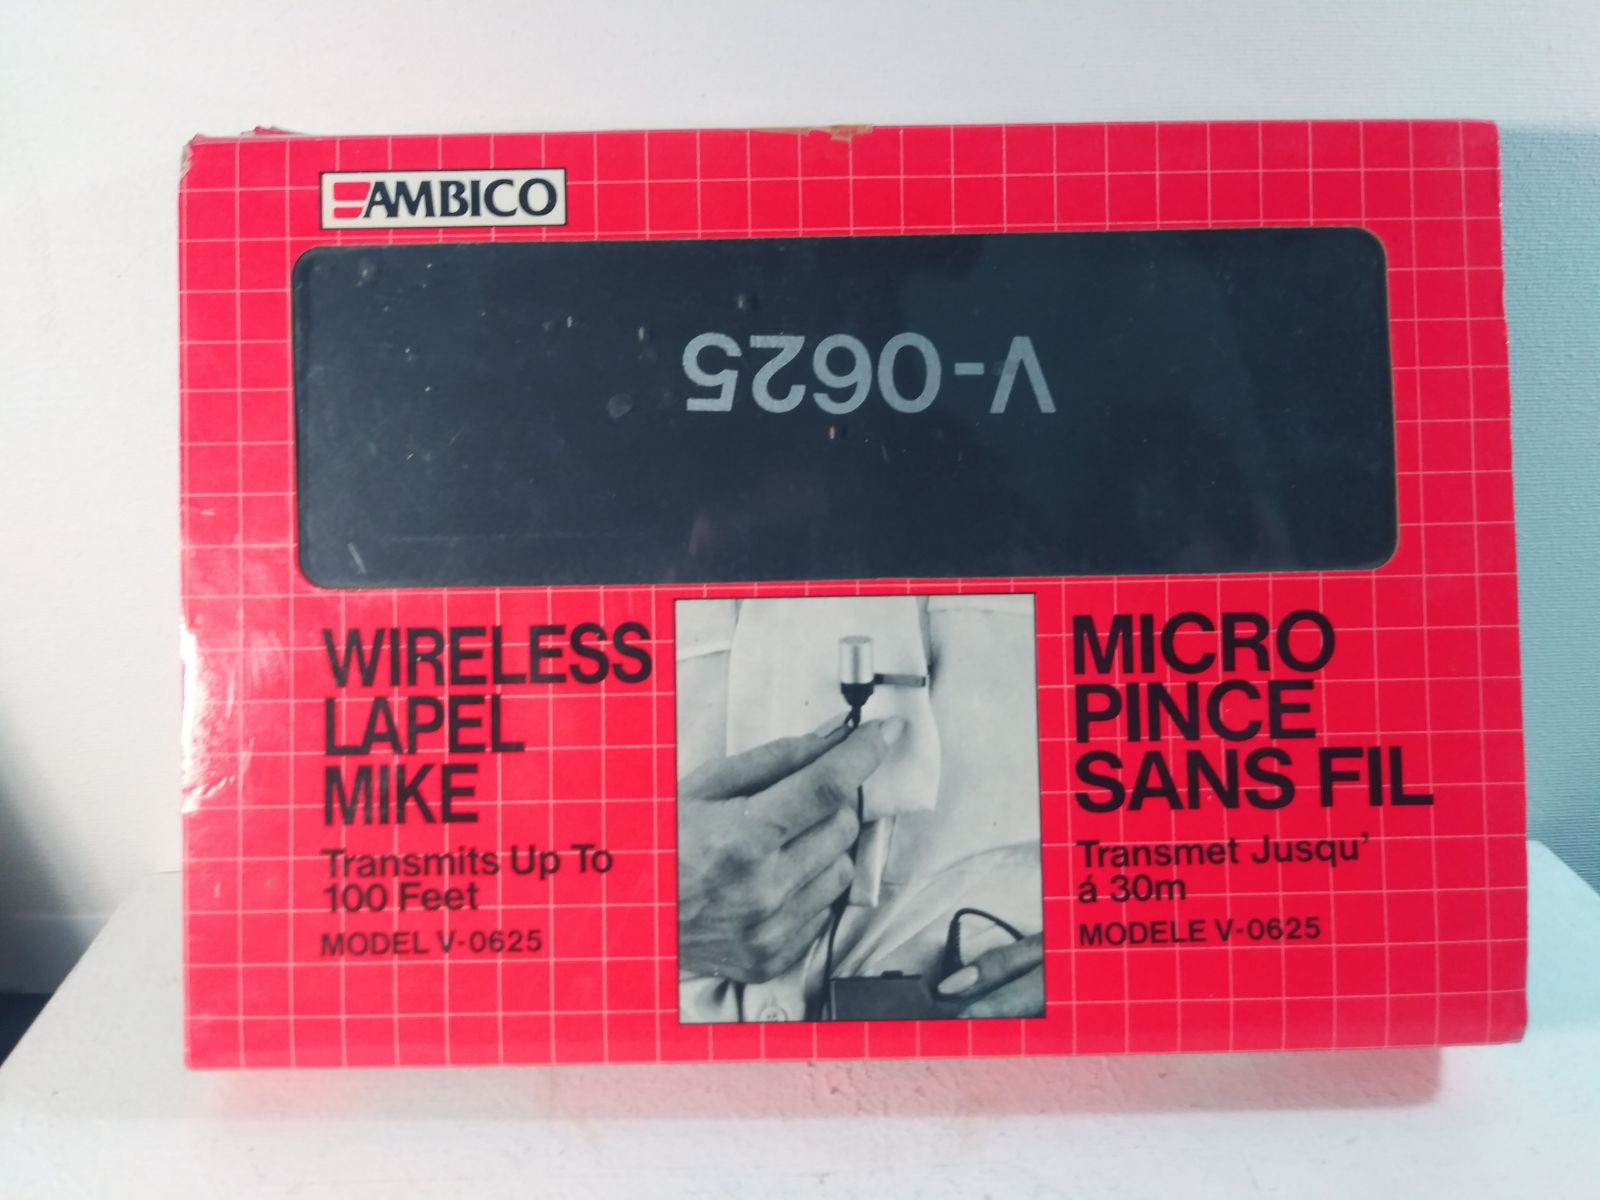 AMBICO
V-0625
WIRELESS
LAPEL
MIKE
Transmits Up To
100 Feet
MODEL V-0625
MICRO
PINCE
SANS FIL
Transmet Jusqu'
á 30m
MODELE V-0625